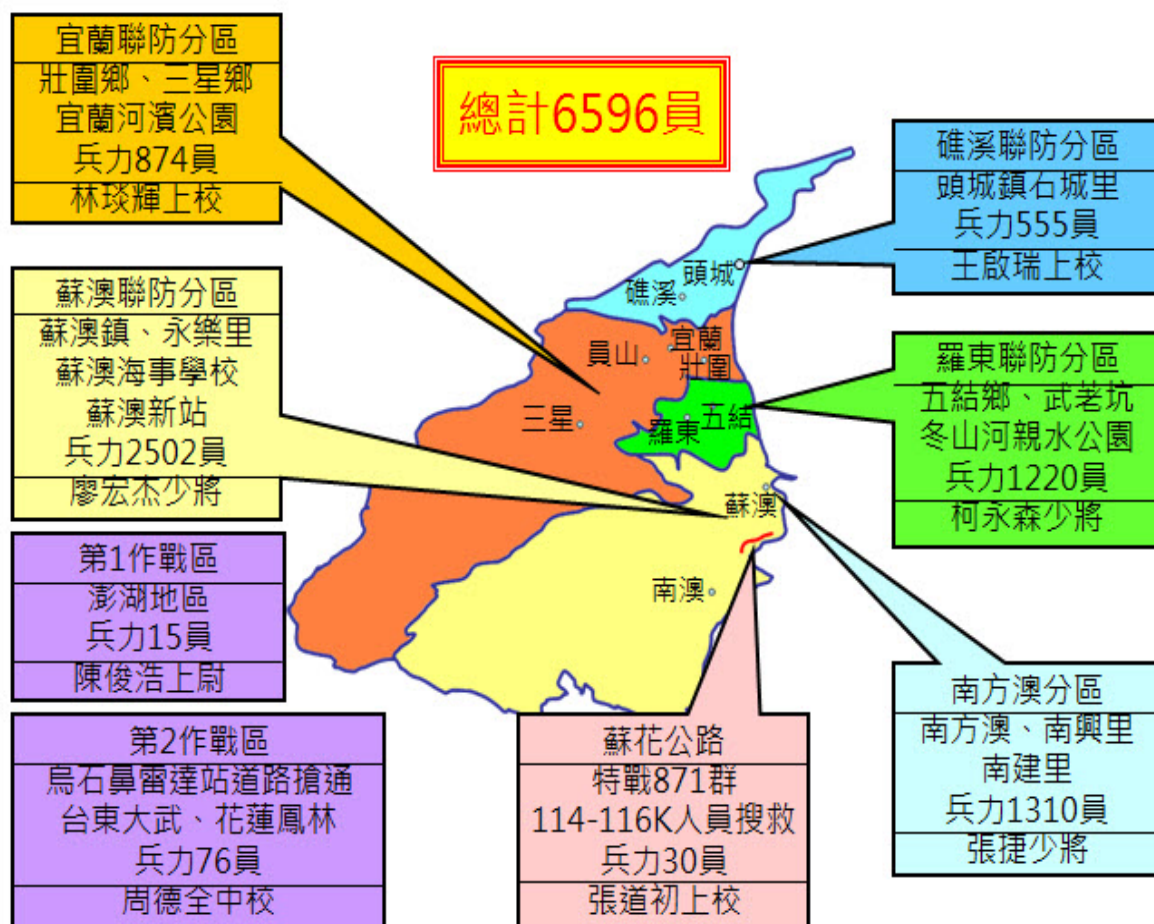 總計6596員
宜蘭聯防分區
壯圍鄉、三星鄉
宜蘭河濱公園
兵力874員
林琰輝上校
礁溪聯防分區
頭城鎮石城里
兵力555員
王啟瑞上校
蘇澳聯防分區
蘇澳鎮、永樂里
蘇澳海事學校
蘇澳新站
兵力2502員
廖宏杰少將
羅東聯防分區
五結鄉、武荖坑
冬山河親水公園
兵力1220員
柯永森少將
頭城
礁溪
宜蘭
員山
壯圍
三星
五結
羅東
蘇澳
南澳
第1作戰區
澎湖地區
兵力15員
陳俊浩上尉
第2作戰區
烏石鼻雷達站道路搶通
台東大武、花蓮鳳林
兵力76員
周德全中校
蘇花公路
特戰871群
114-116K人員搜救
兵力30員
張道初上校
南方澳分區
南方澳、南興里
南建里
兵力1310員
張捷少將